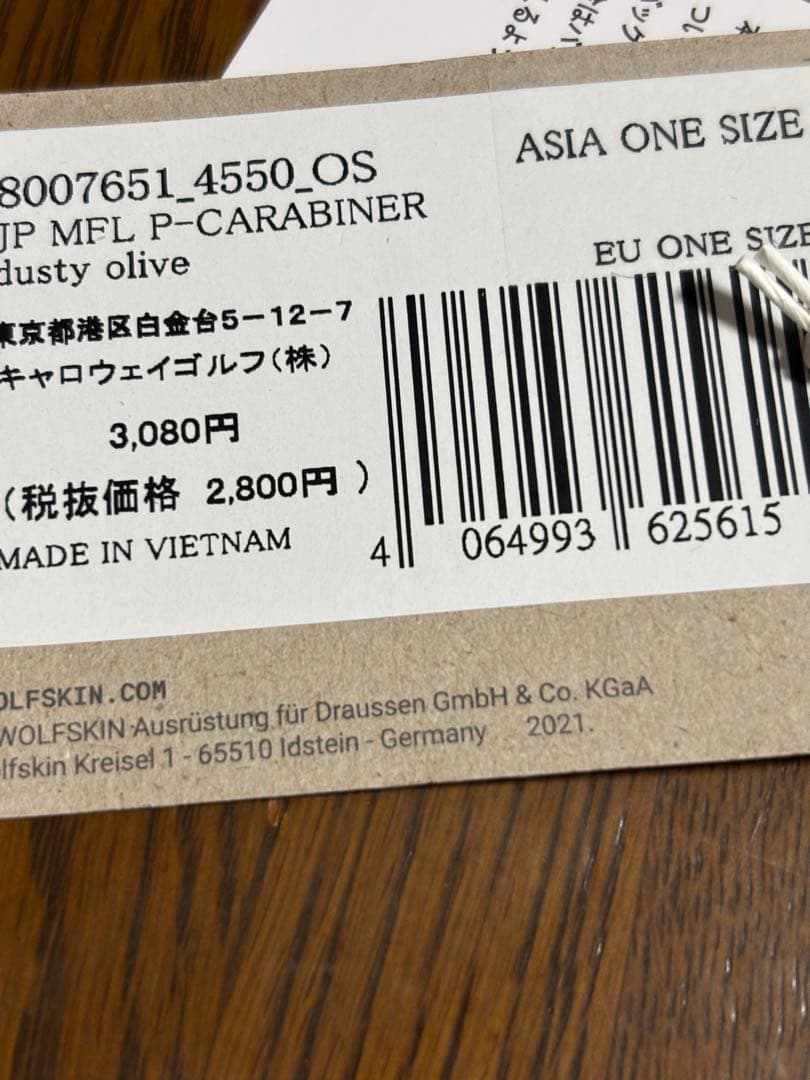 8007651_4550_OS
JP MFL P-CARABINER
dusty olive
東京都港区白金台5-12-7
キャロウェイゴルフ(株)
3,080円
(税抜価格 2,800円)
MADE IN VIETNAM
ASIA ONE SIZE
EU ONE SIZE
4 064993 625615
OLFSKIN.COM
WOLFSKIN Ausrüstung für Draussen GmbH & Co. KGaA
lfskin Kreisel 1 - 65510 Idstein - Germany 2021.